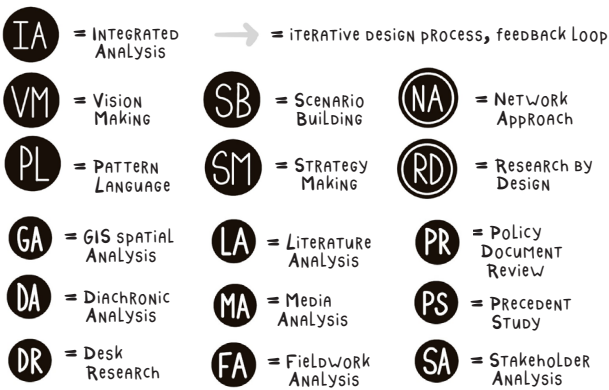 IA = Integrated Analysis
= iterative design process, feedback loop
VM = Vision Making
SB = Scenario Building
NA = Network Approach
PL = Pattern Language
SM = Strategy Making
RD = Research by Design
GA = GIS spatial Analysis
LA = Literature Analysis
PR = Policy Document Review
DA = Diachronic Analysis
MA = Media Analysis
PS = Precedent Study
DR = Desk Research
FA = Fieldwork Analysis
SA = Stakeholder Analysis